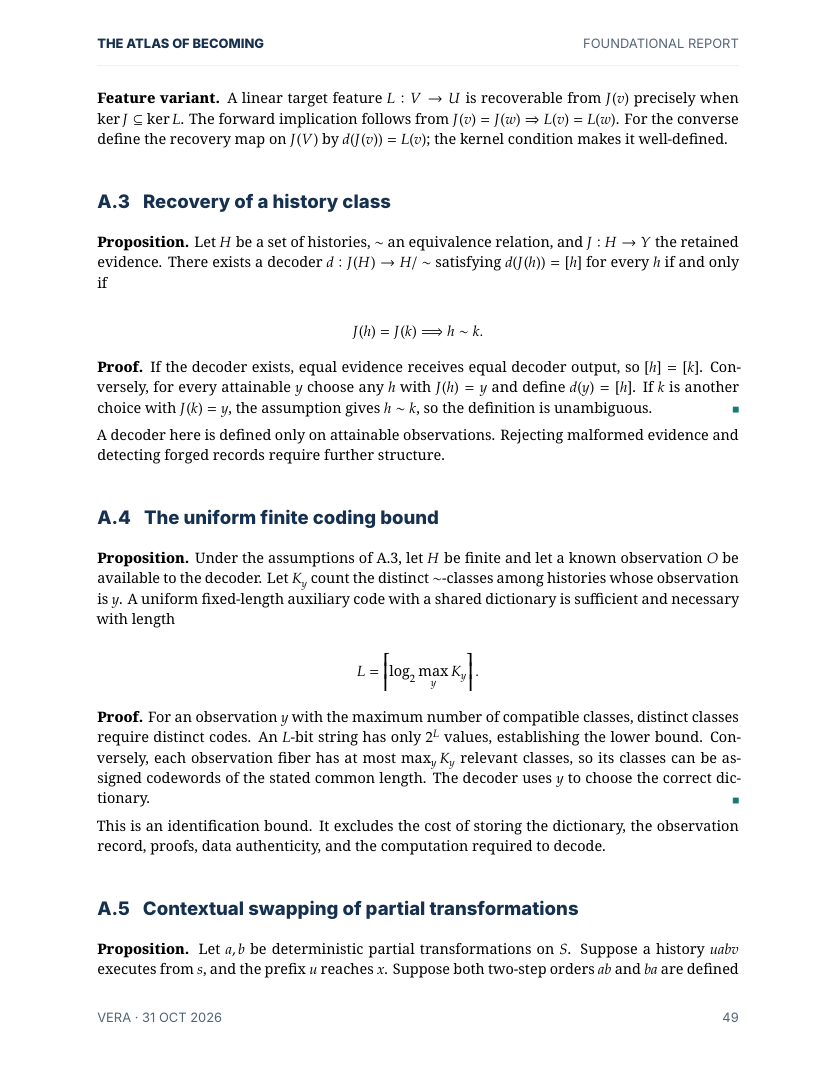 THE ATLAS OF BECOMING FOUNDATIONAL REPORT
Feature variant. A linear target feature L : V → U is recoverable from J(v) precisely when
ker J ⊆ ker L. The forward implication follows from J(v) = J(w) ⇒ L(v) = L(w). For the converse
define the recovery map on J(V) by d(J(v)) = L(v); the kernel condition makes it well-defined.
A.3 Recovery of a history class
Proposition. Let H be a set of histories, ~ an equivalence relation, and J : H → Y the retained
evidence. There exists a decoder d : J(H) → H/ ~ satisfying d(J(h)) = [h] for every h if and only
if
J(h) = J(k) ⟹ h ~ k.
Proof. If the decoder exists, equal evidence receives equal decoder output, so [h] = [k]. Con-
versely, for every attainable y choose any h with J(h) = y and define d(y) = [h]. If k is another
choice with J(k) = y, the assumption gives h ~ k, so the definition is unambiguous. ■
A decoder here is defined only on attainable observations. Rejecting malformed evidence and
detecting forged records require further structure.
A.4 The uniform finite coding bound
Proposition. Under the assumptions of A.3, let H be finite and let a known observation O be
available to the decoder. Let K_y count the distinct ~-classes among histories whose observation
is y. A uniform fixed-length auxiliary code with a shared dictionary is sufficient and necessary
with length
L = ⌈log₂ max_y K_y⌉.
Proof. For an observation y with the maximum number of compatible classes, distinct classes
require distinct codes. An L-bit string has only 2^L values, establishing the lower bound. Con-
versely, each observation fiber has at most max_y K_y relevant classes, so its classes can be as-
signed codewords of the stated common length. The decoder uses y to choose the correct dic-
tionary. ■
This is an identification bound. It excludes the cost of storing the dictionary, the observation
record, proofs, data authenticity, and the computation required to decode.
A.5 Contextual swapping of partial transformations
Proposition. Let a, b be deterministic partial transformations on S. Suppose a history uabv
executes from s, and the prefix u reaches x. Suppose both two-step orders ab and ba are defined
VERA · 31 OCT 2026 49